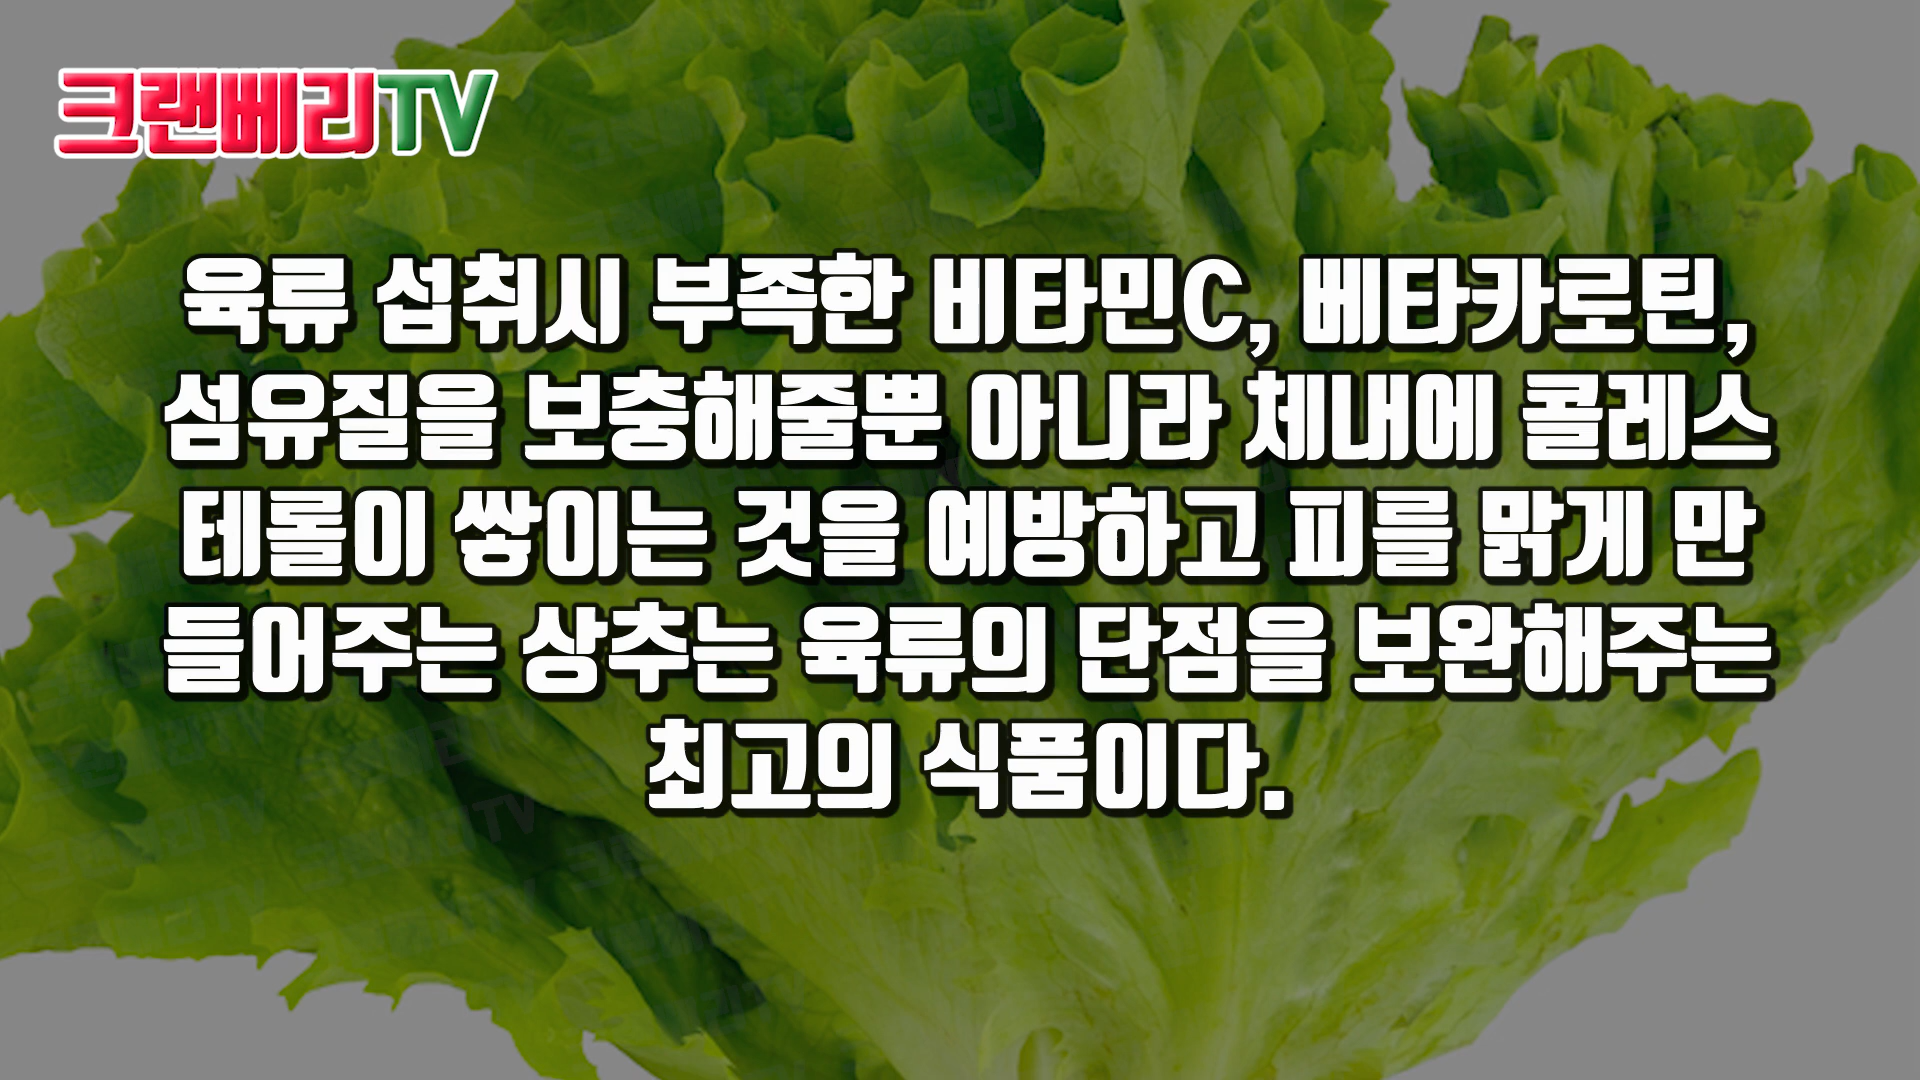 크랜베리TV
육류 섭취시 부족한 비타민C, 베타카로틴,
섬유질을 보충해줄뿐 아니라 체내에 콜레스
테롤이 쌓이는 것을 예방하고 피를 맑게 만
들어주는 상추는 육류의 단점을 보완해주는
최고의 식품이다.